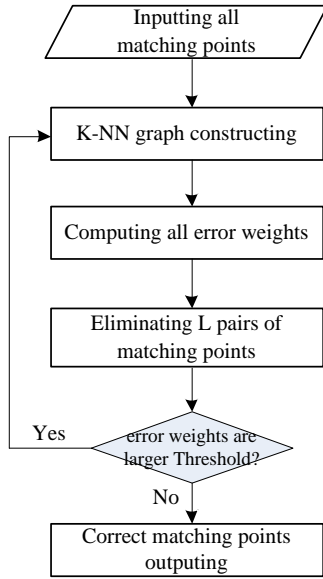 Inputting all
matching points
K-NN graph constructing
Computing all error weights
Eliminating L pairs of
matching points
error weights are
larger Threshold?
Yes
No
Correct matching points
outputing